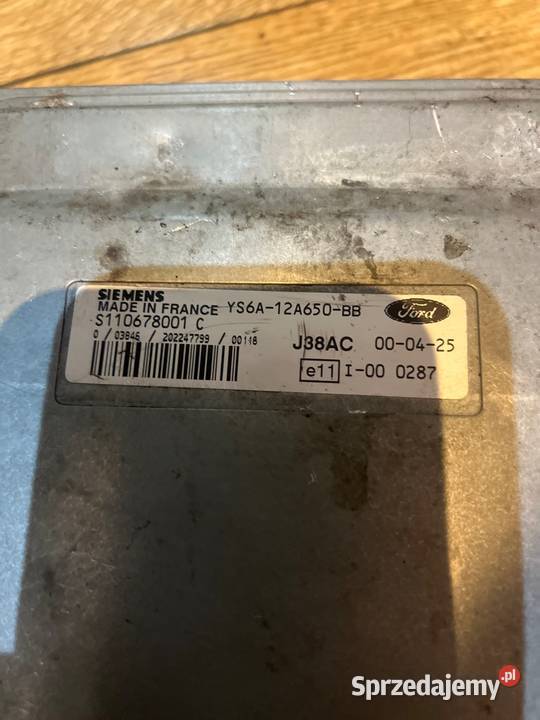 SIEMENS
MADE IN FRANCE YS6A-12A650-BB
Ford
S110678001 C
0 / 03846 / 202247799 / 00118
J38AC 00-04-25
e11 I-00 0287
Sprzedajemy.pl